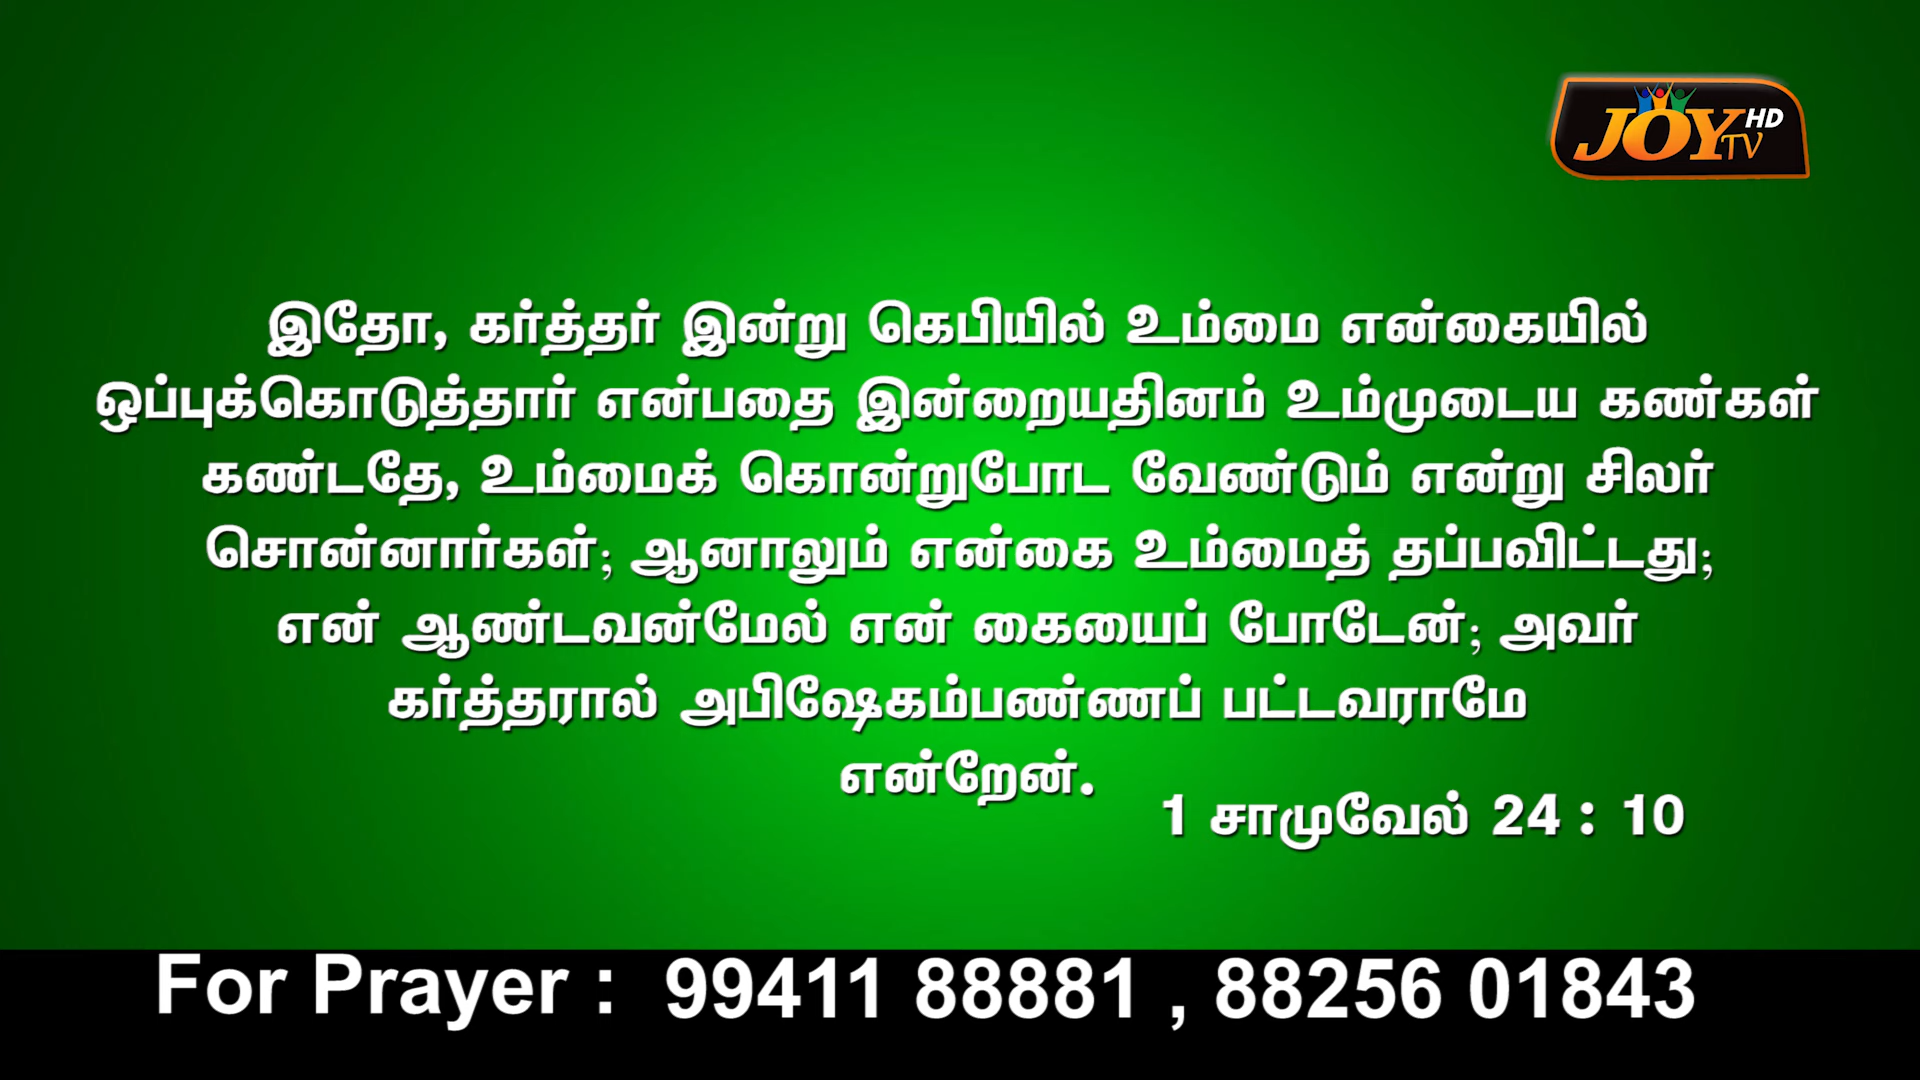 JOY HD TV
இதோ, கர்த்தர் இன்று கெபியில் உம்மை என்கையில்
ஒப்புக்கொடுத்தார் என்பதை இன்றையதினம் உம்முடைய கண்கள்
கண்டதே, உம்மைக் கொன்றுபோட வேண்டும் என்று சிலர்
சொன்னார்கள்; ஆனாலும் என்கை உம்மைத் தப்பவிட்டது;
என் ஆண்டவன்மேல் என் கையைப் போடேன்; அவர்
கர்த்தரால் அபிஷேகம்பண்ணப் பட்டவராமே
என்றேன்.
1 சாமுவேல் 24 : 10
For Prayer : 99411 88881 , 88256 01843